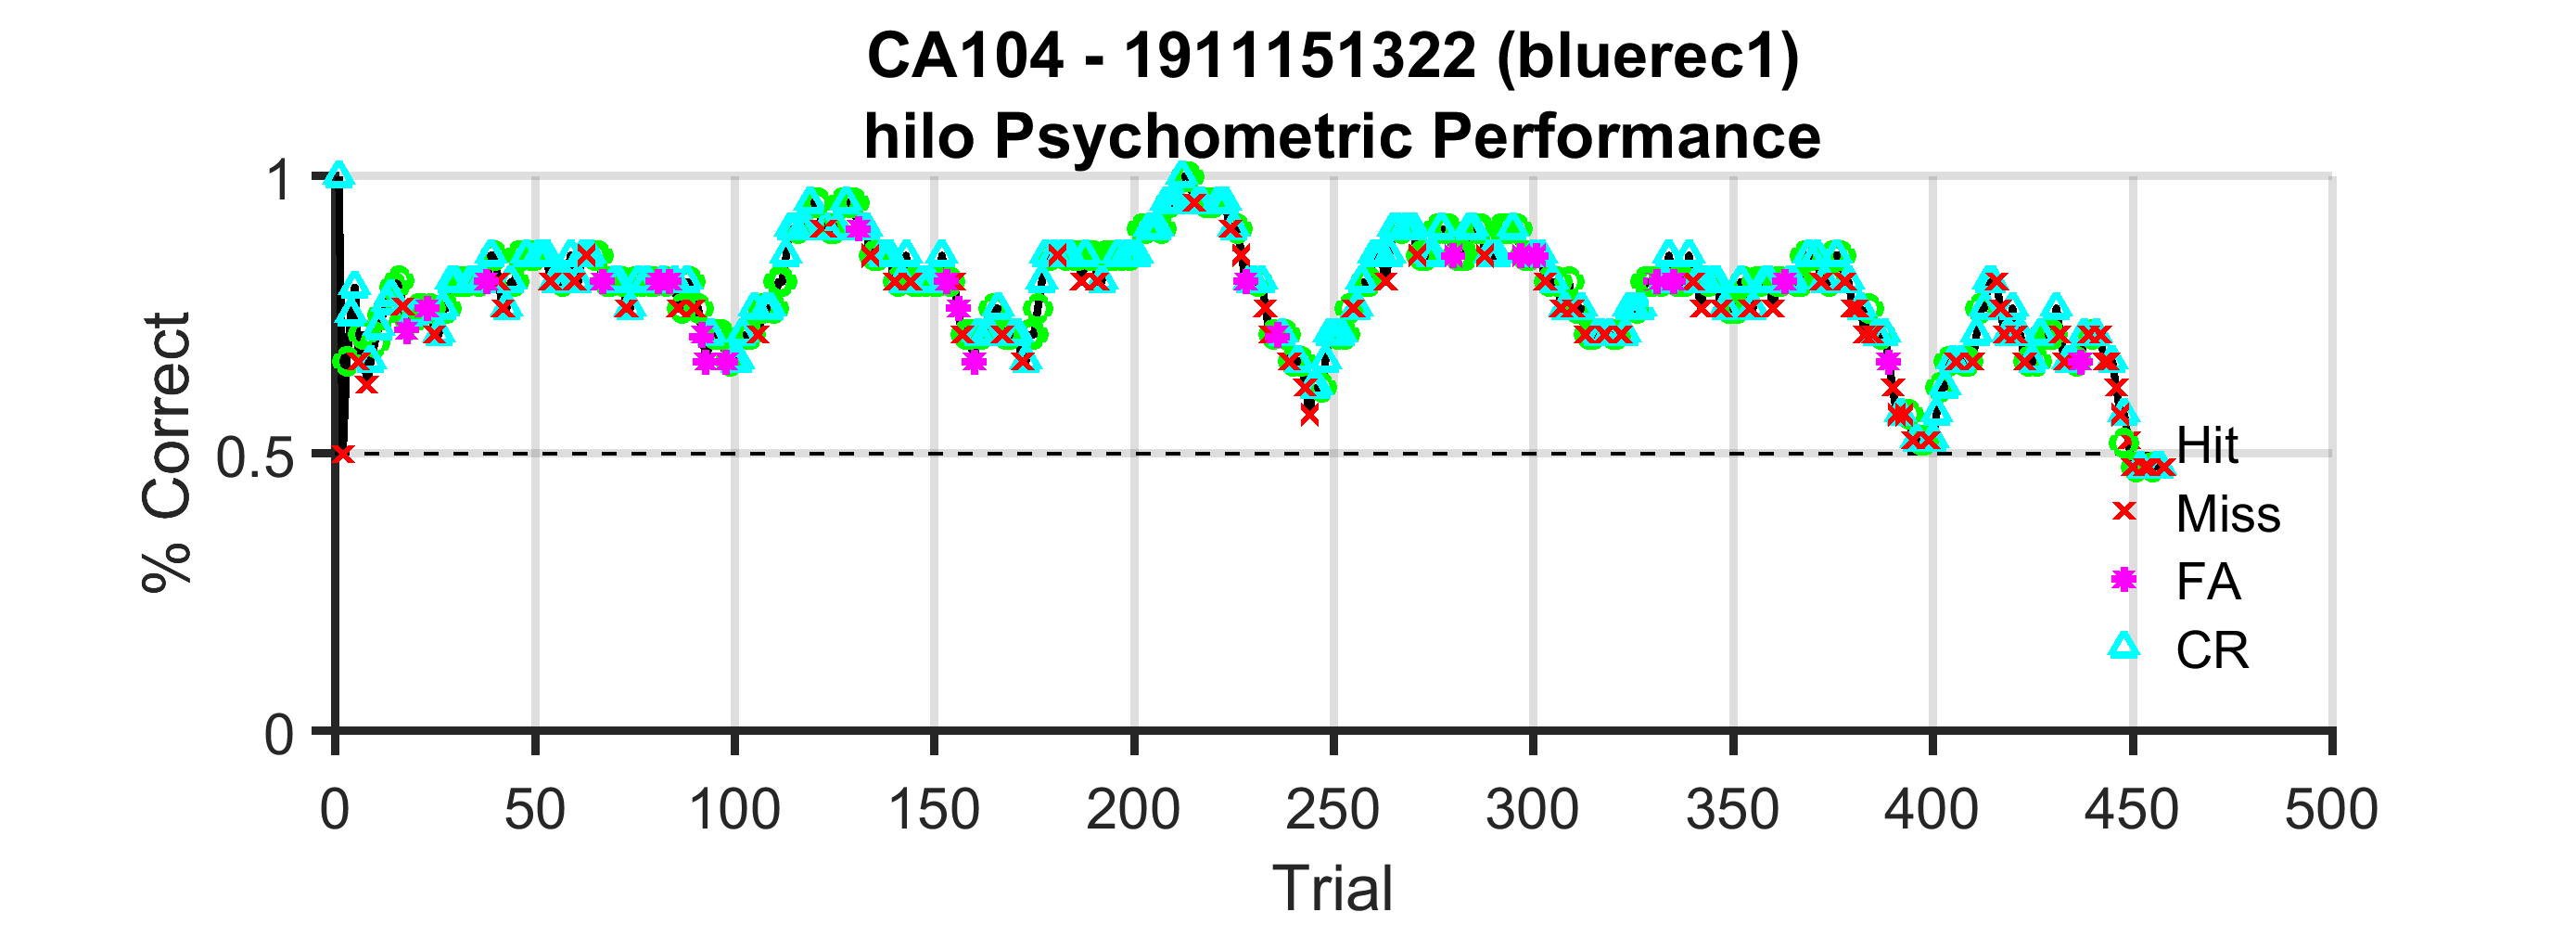 CA104 - 1911151322 (bluerec1)
hilo Psychometric Performance
1
0.5
0
% Correct
Hit
Miss
FA
CR
0 50 100 150 200 250 300 350 400 450 500
Trial